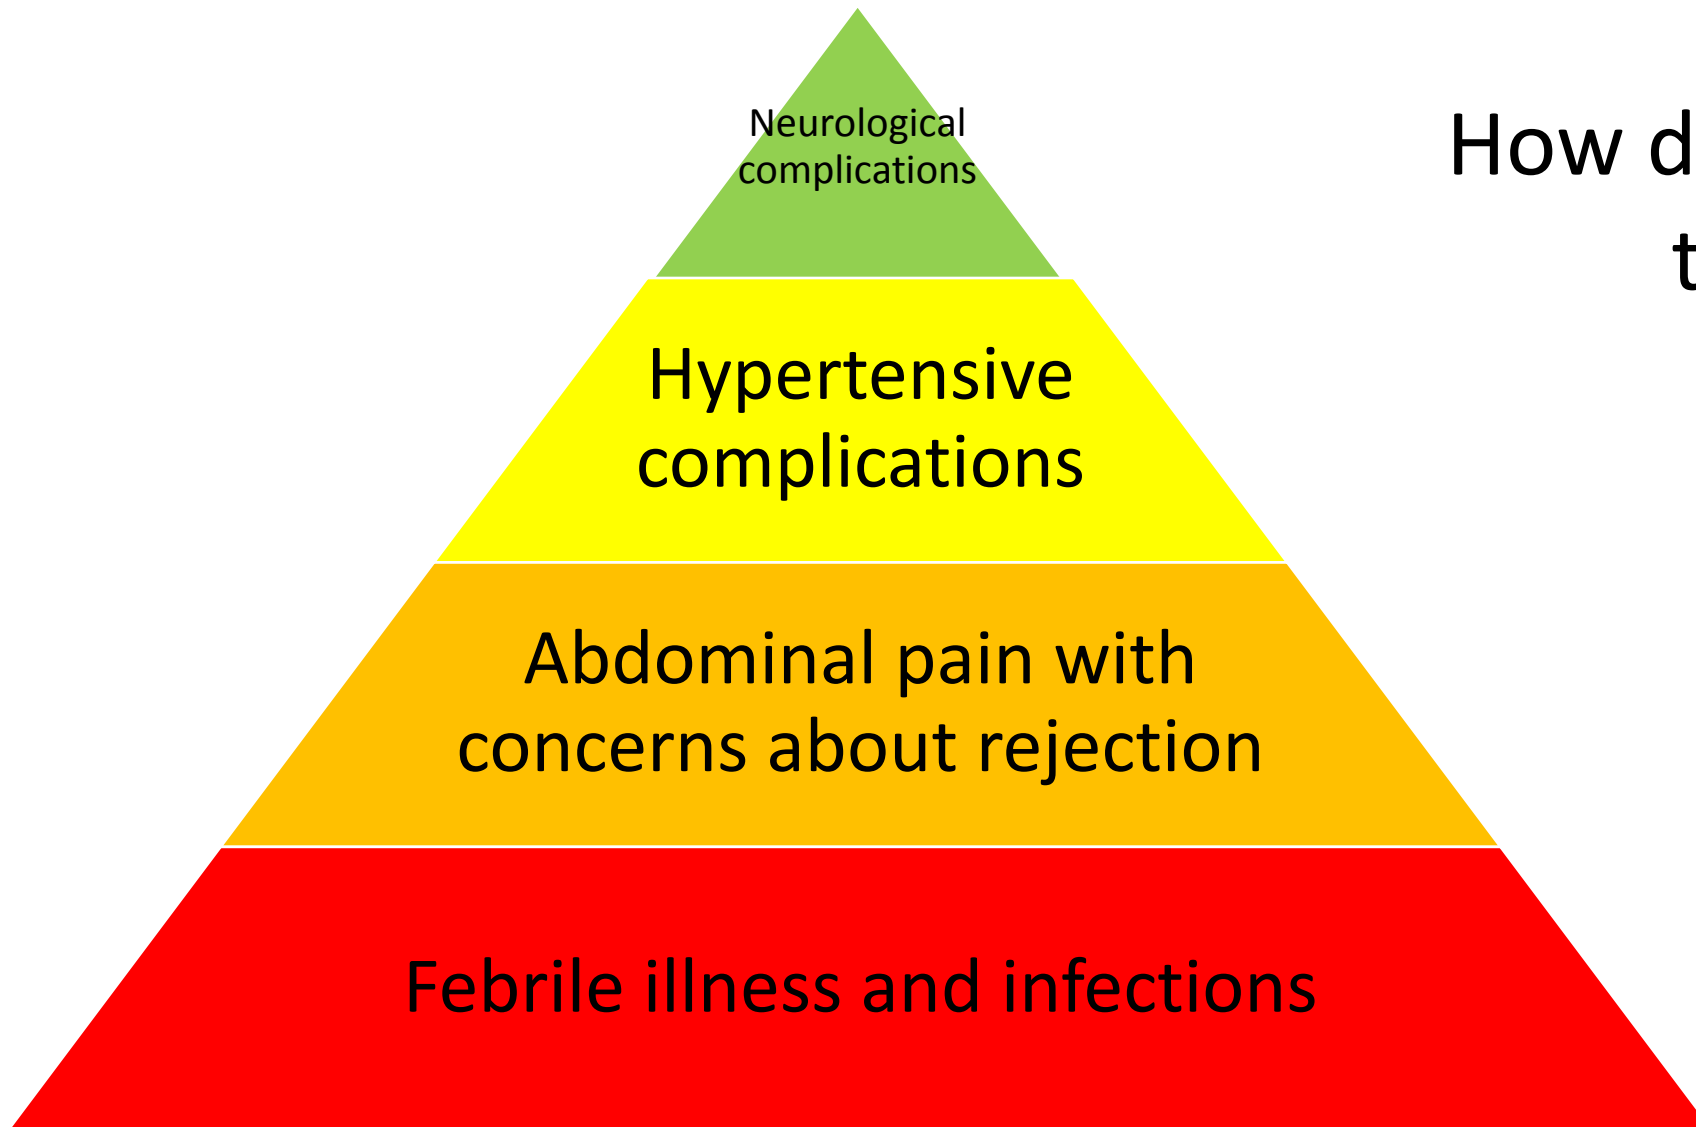 Neurological
complications
How d
t
Hypertensive
complications
Abdominal pain with
concerns about rejection
Febrile illness and infections